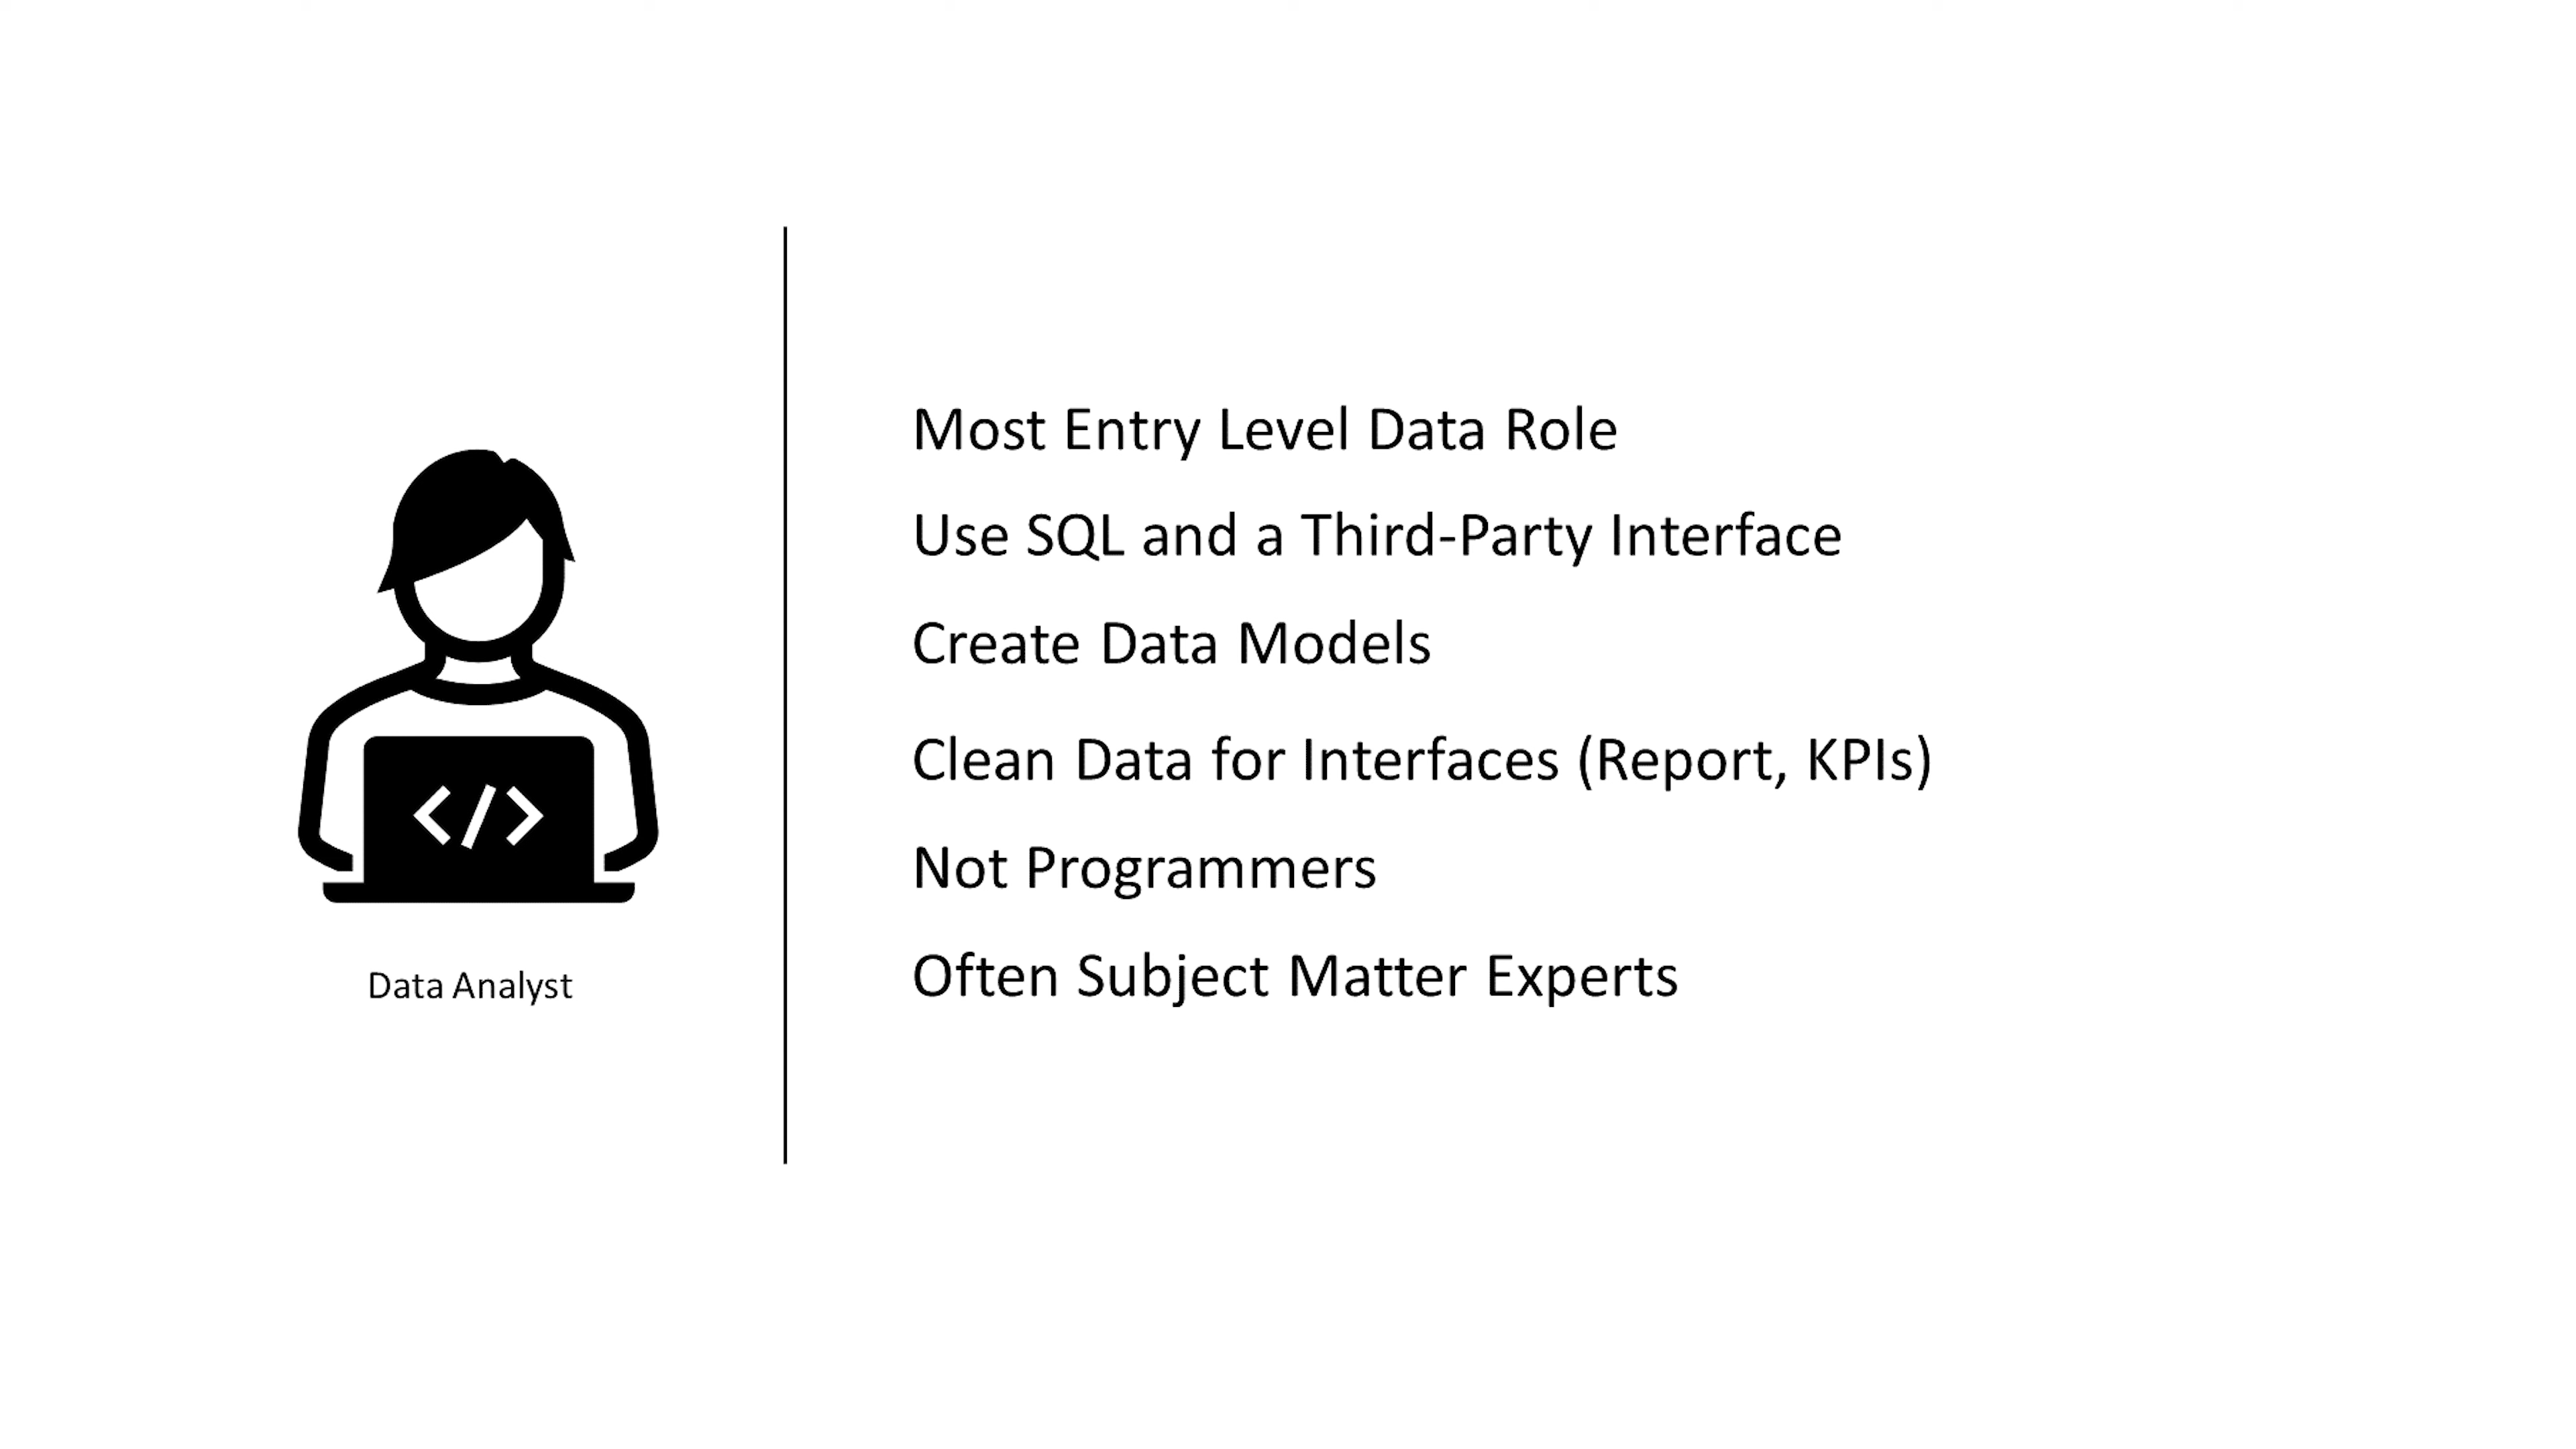 Most Entry Level Data Role
Use SQL and a Third-Party Interface
Create Data Models
Clean Data for Interfaces (Report, KPIs)
Not Programmers
Often Subject Matter Experts
</>
Data Analyst